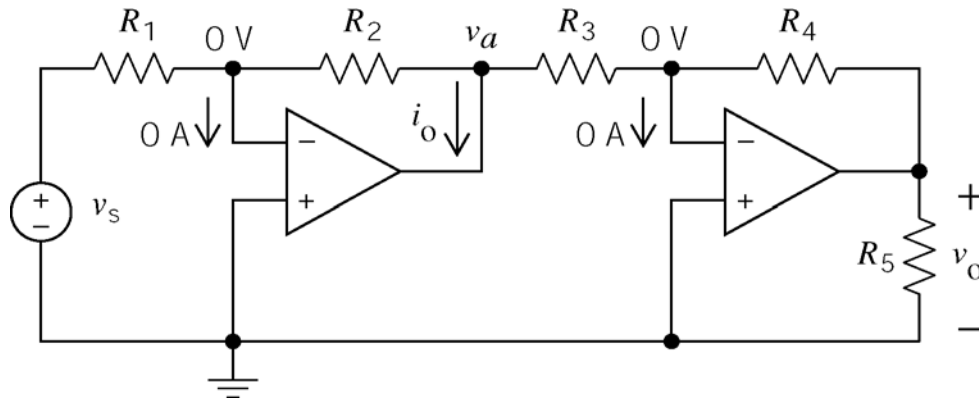 R1 0 V R2 va R3 0 V R4
0 A io 0 A
− −
+ vs − + + +
R5 vo
−